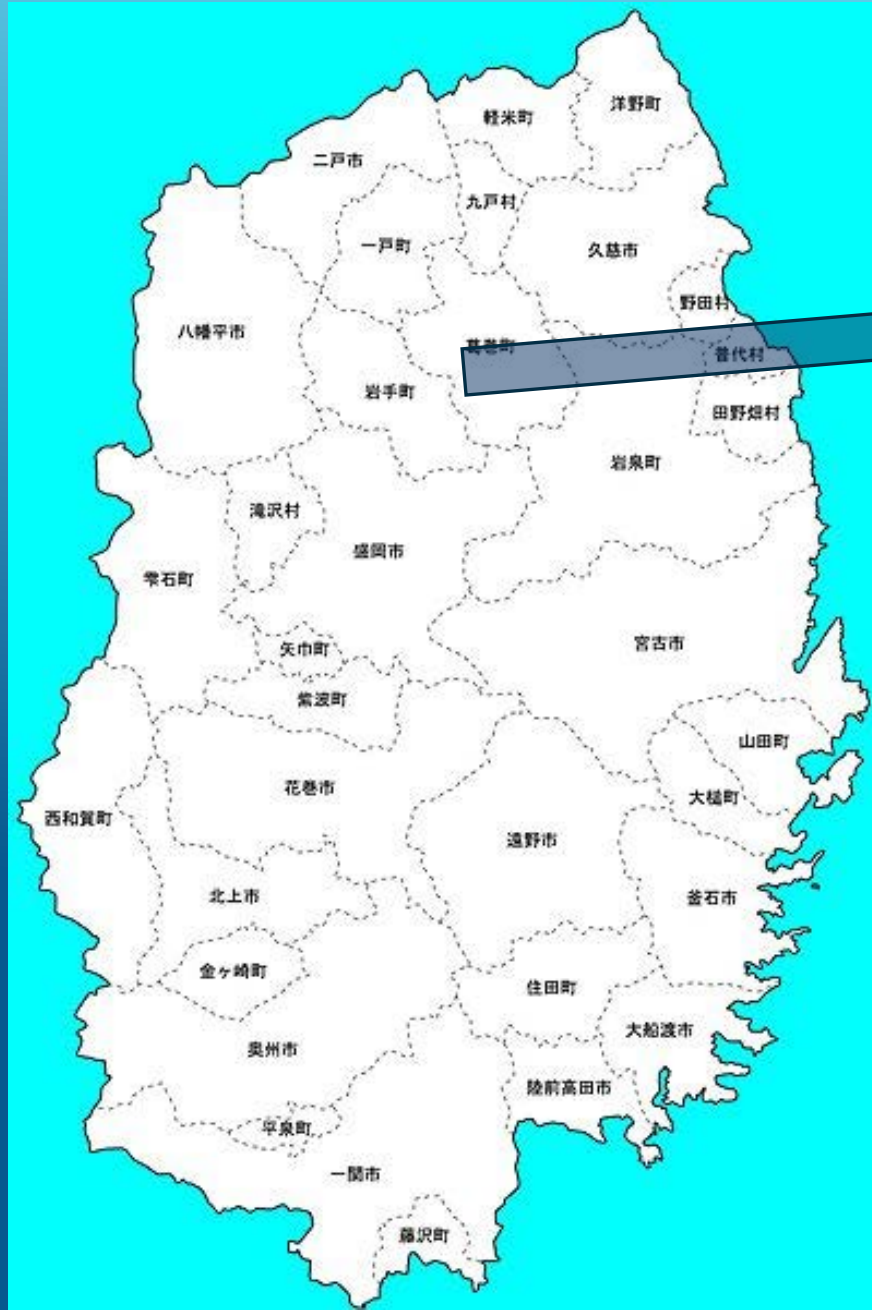 洋野町
軽米町
二戸市
九戸村
一戸町
久慈市
野田村
八幡平市
葛巻町
普代村
岩手町
田野畑村
岩泉町
滝沢村
盛岡市
雫石町
宮古市
矢巾町
紫波町
山田町
花巻市
大槌町
西和賀町
遠野市
北上市
釜石市
金ヶ崎町
住田町
大船渡市
奥州市
陸前高田市
平泉町
一関市
藤沢町